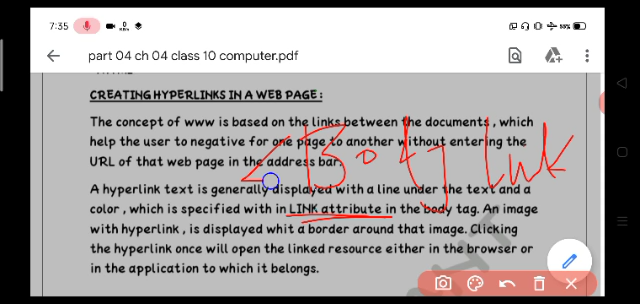 7:35
part 04 ch 04 class 10 computer.pdf
CREATING HYPERLINKS IN A WEB PAGE :
The concept of www is based on the links between the documents , which
help the user to negative for one page to another without entering the
URL of that web page in the address bar.
A hyperlink text is generally displayed with a line under the text and a
color , which is specified with in LINK attribute in the body tag. An image
with hyperlink , is displayed whit a border around that image. Clicking
the hyperlink once will open the linked resource either in the browser or
in the application to which it belongs.
<Body link